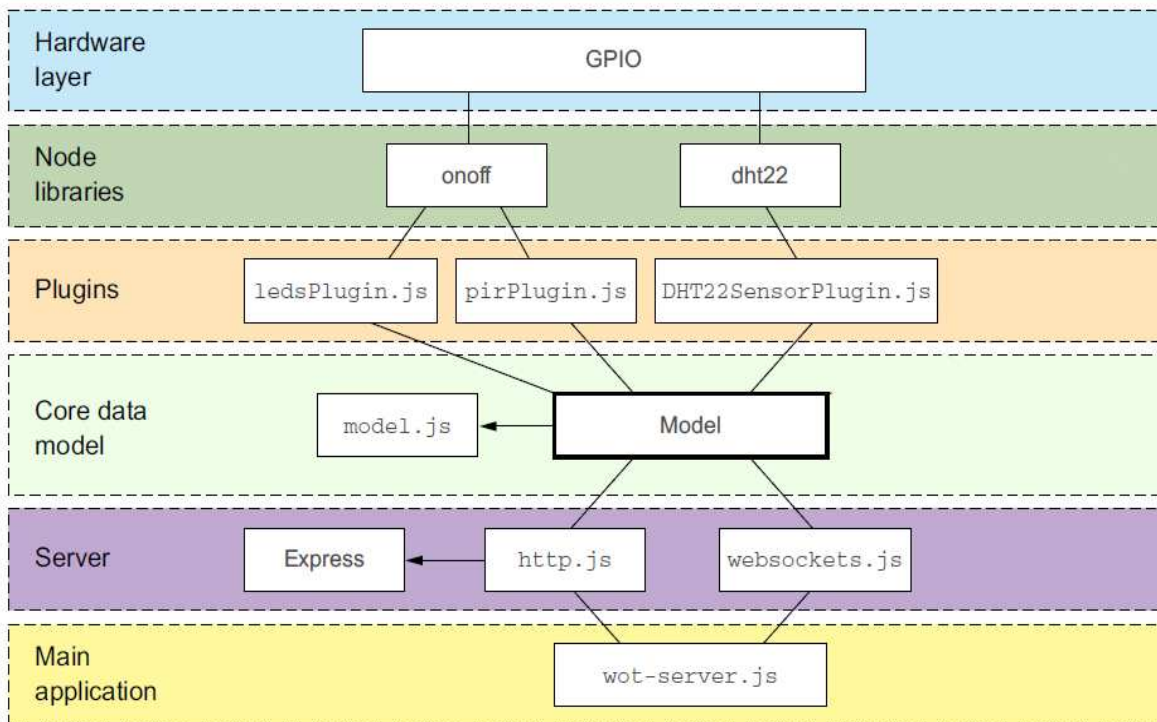 Hardware
layer
GPIO
Node
libraries
onoff
dht22
Plugins
ledsPlugin.js
pirPlugin.js
DHT22SensorPlugin.js
Core data
model
model.js
Model
Server
Express
http.js
websockets.js
Main
application
wot-server.js